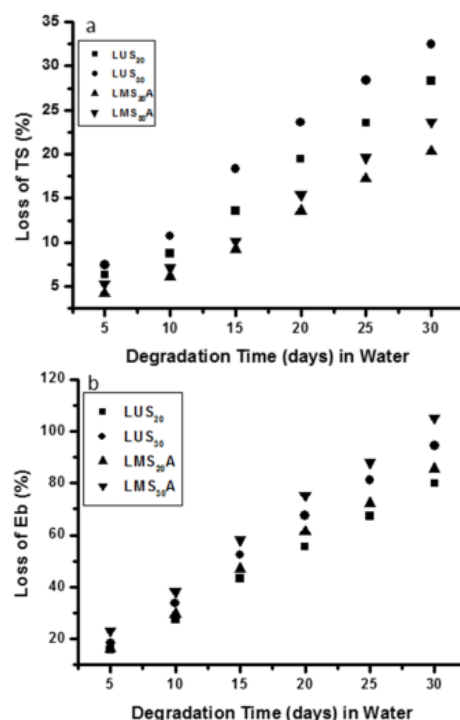 a
35
30
25
20
15
10
5
Loss of TS (%)
LUS₂₀
LUS₃₀
LMS₂₀A
LMS₃₀A
5 10 15 20 25 30
Degradation Time (days) in Water
b
120
100
80
60
40
20
Loss of Eb (%)
LUS₂₀
LUS₃₀
LMS₂₀A
LMS₃₀A
5 10 15 20 25 30
Degradation Time (days) in Water